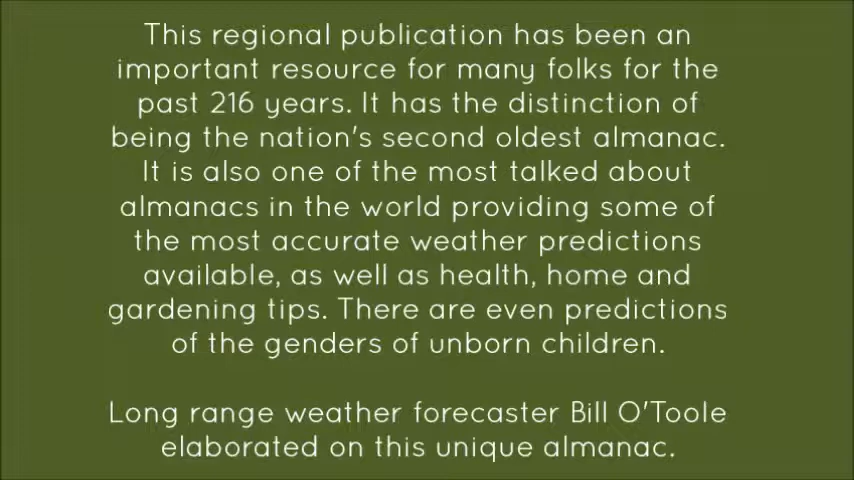 This regional publication has been an
important resource for many folks for the
past 216 years. It has the distinction of
being the nation's second oldest almanac.
It is also one of the most talked about
almanacs in the world providing some of
the most accurate weather predictions
available, as well as health, home and
gardening tips. There are even predictions
of the genders of unborn children.
Long range weather forecaster Bill O'Toole
elaborated on this unique almanac.